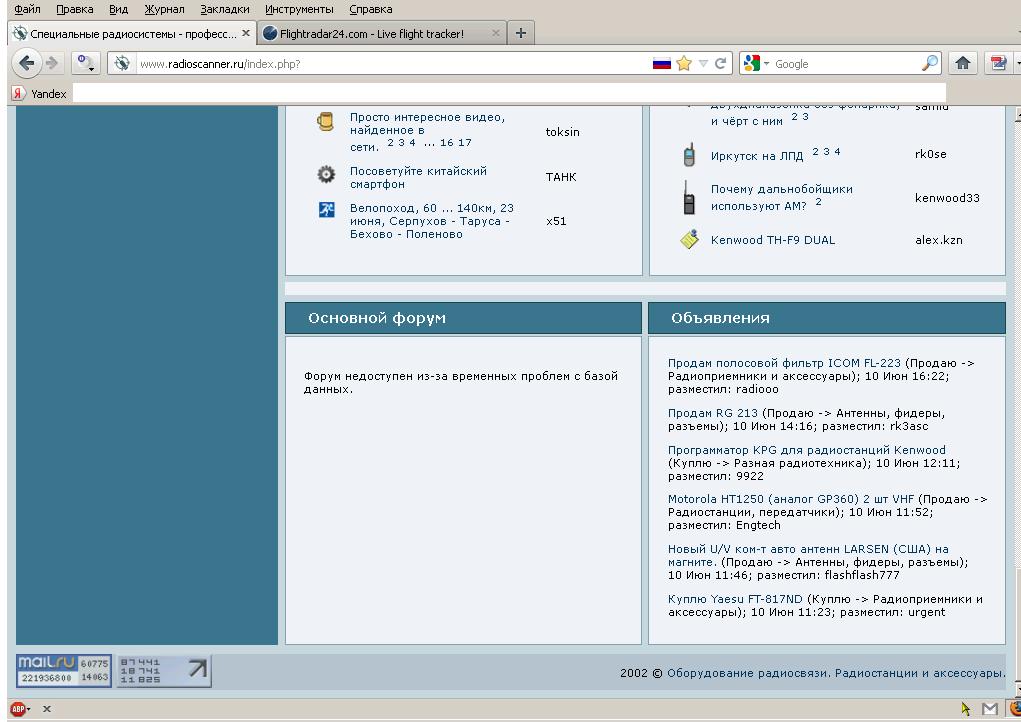 Файл Правка Вид Журнал Закладки Инструменты Справка
Специальные радиосистемы - професс... Flightradar24.com - Live flight tracker!
www.radioscanner.ru/index.php? Google
Yandex
Просто интересное видео,
найденное в
сети. 2 3 4 ... 16 17
toksin
Посоветуйте китайский
смартфон
ТАНК
Велопоход, 60 ... 140км, 23
июня, Серпухов - Таруса -
Бехово - Поленово
x51
и чёрт с ним 2 3
Иркутск на ЛПД 2 3 4
rk0se
Почему дальнобойщики
используют АМ? 2
kenwood33
Kenwood TH-F9 DUAL
alex.kzn
Основной форум
Форум недоступен из-за временных проблем с базой
данных.
Объявления
Продам полосовой фильтр ICOM FL-223 (Продаю ->
Радиоприемники и аксессуары); 10 Июн 16:22;
разместил: radiooo
Продам RG 213 (Продаю -> Антенны, фидеры,
разъемы); 10 Июн 14:16; разместил: rk3asc
Программатор KPG для радиостанций Kenwood
(Куплю -> Разная радиотехника); 10 Июн 12:11;
разместил: 9922
Motorola HT1250 (аналог GP360) 2 шт VHF (Продаю ->
Радиостанции, передатчики); 10 Июн 11:52;
разместил: Engtech
Новый U/V ком-т авто антенн LARSEN (США) на
магните. (Продаю -> Антенны, фидеры, разъемы);
10 Июн 11:46; разместил: flashflash777
Куплю Yaesu FT-817ND (Куплю -> Радиоприемники и
аксессуары); 10 Июн 11:23; разместил: urgent
mail.ru 60775
221936800 14063
87441
18741
11825
2002 © Оборудование радиосвязи. Радиостанции и аксессуары.
ABP